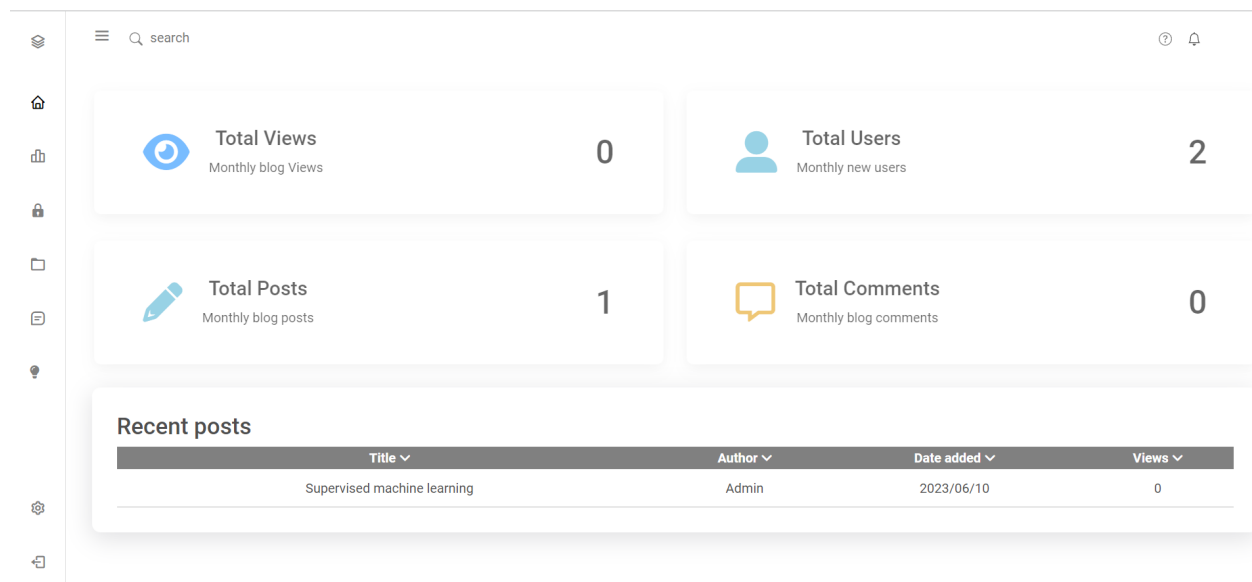 search
Total Views
Monthly blog Views
0
Total Users
Monthly new users
2
Total Posts
Monthly blog posts
1
Total Comments
Monthly blog comments
0
Recent posts
Title Author Date added Views
Supervised machine learning Admin 2023/06/10 0